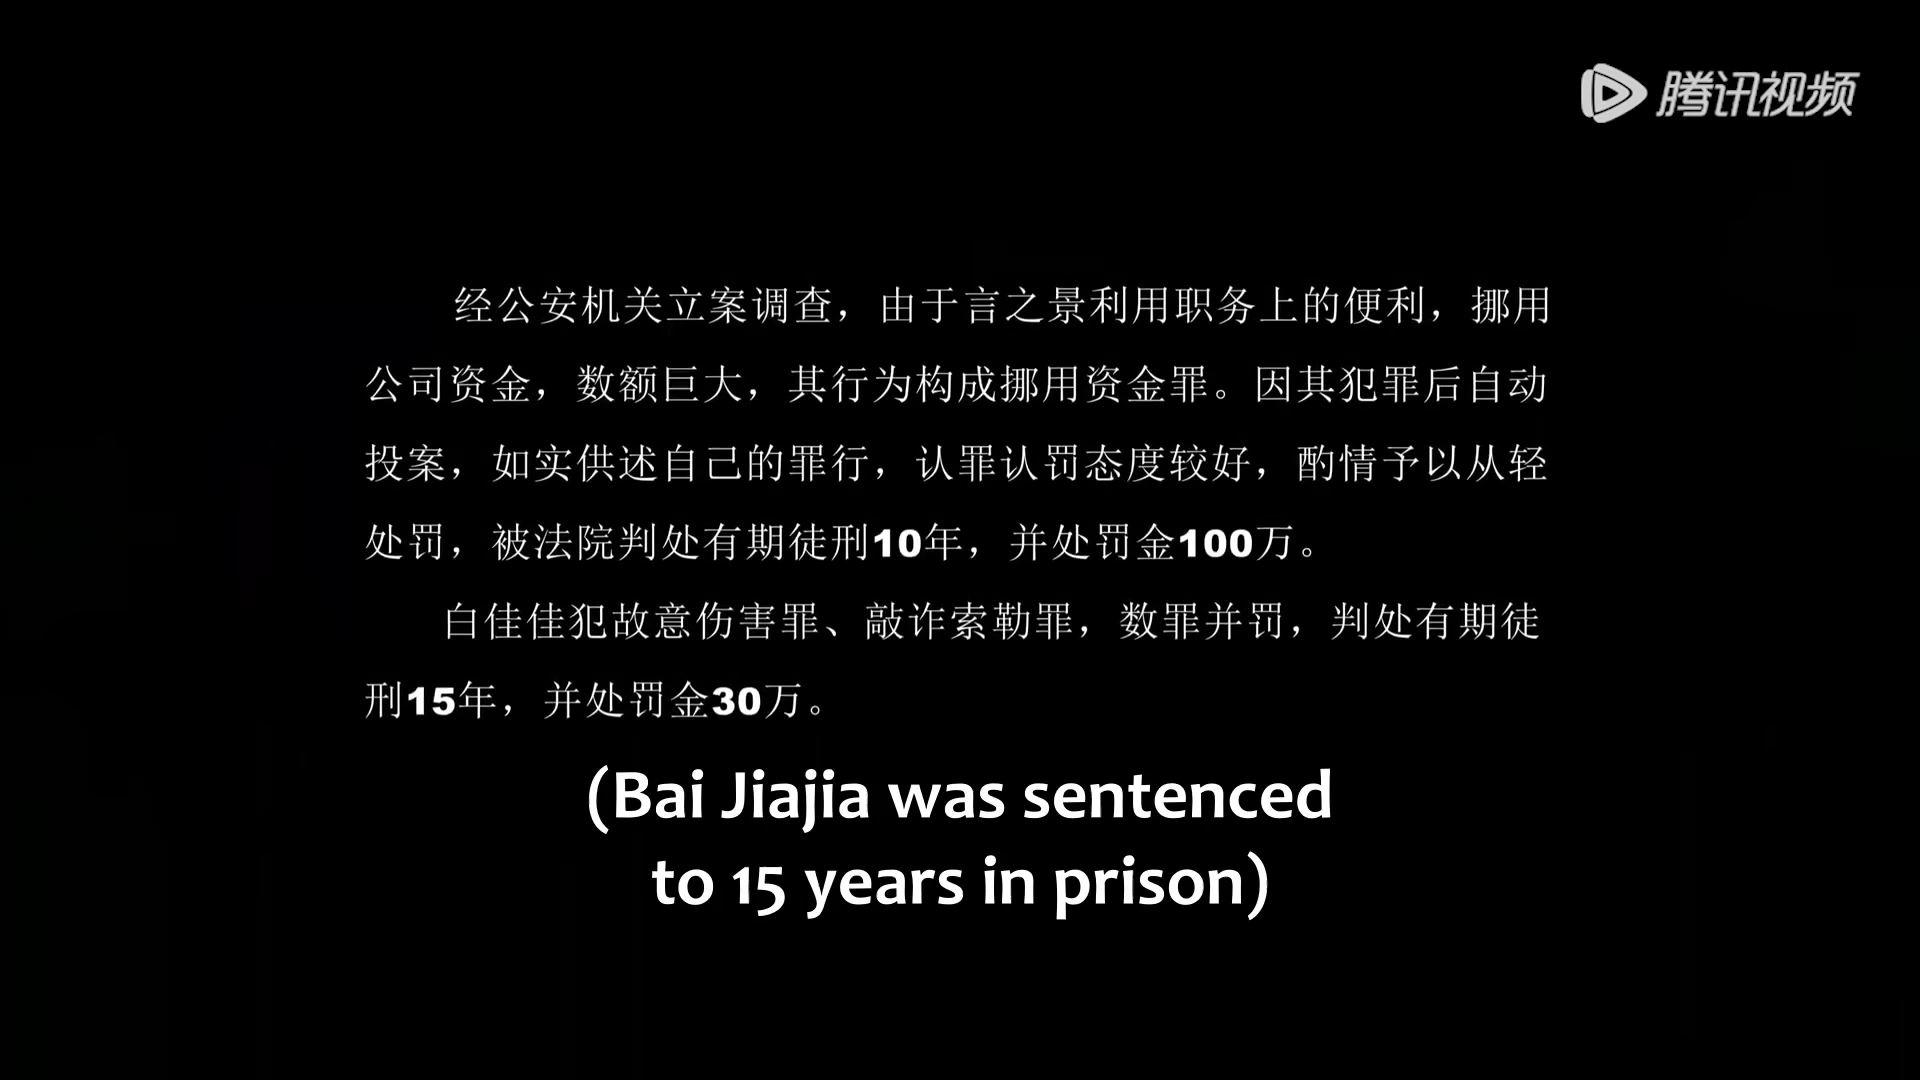 腾讯视频
经公安机关立案调查，由于言之景利用职务上的便利，挪用
公司资金，数额巨大，其行为构成挪用资金罪。因其犯罪后自动
投案，如实供述自己的罪行，认罪认罚态度较好，酌情予以从轻
处罚，被法院判处有期徒刑10年，并处罚金100万。
白佳佳犯故意伤害罪、敲诈索勒罪，数罪并罚，判处有期徒
刑15年，并处罚金30万。
(Bai Jiajia was sentenced
to 15 years in prison)